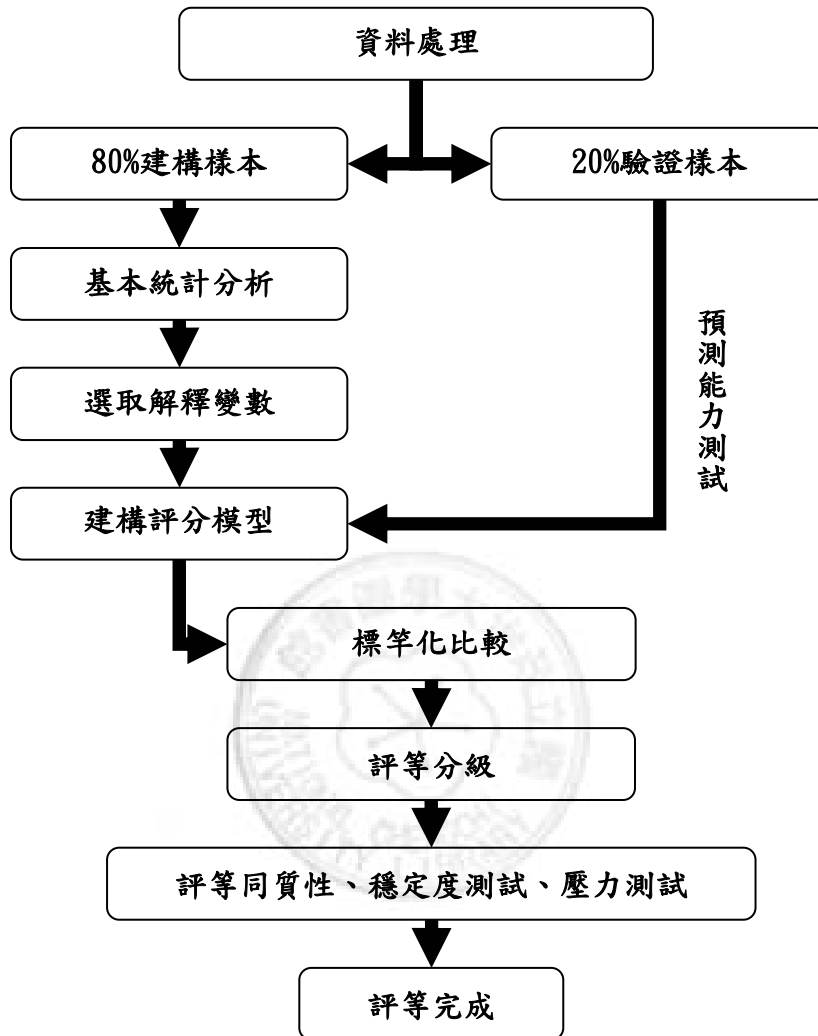 資料處理
80%建構樣本
20%驗證樣本
基本統計分析
選取解釋變數
預測能力測試
建構評分模型
標竿化比較
評等分級
評等同質性、穩定度測試、壓力測試
評等完成